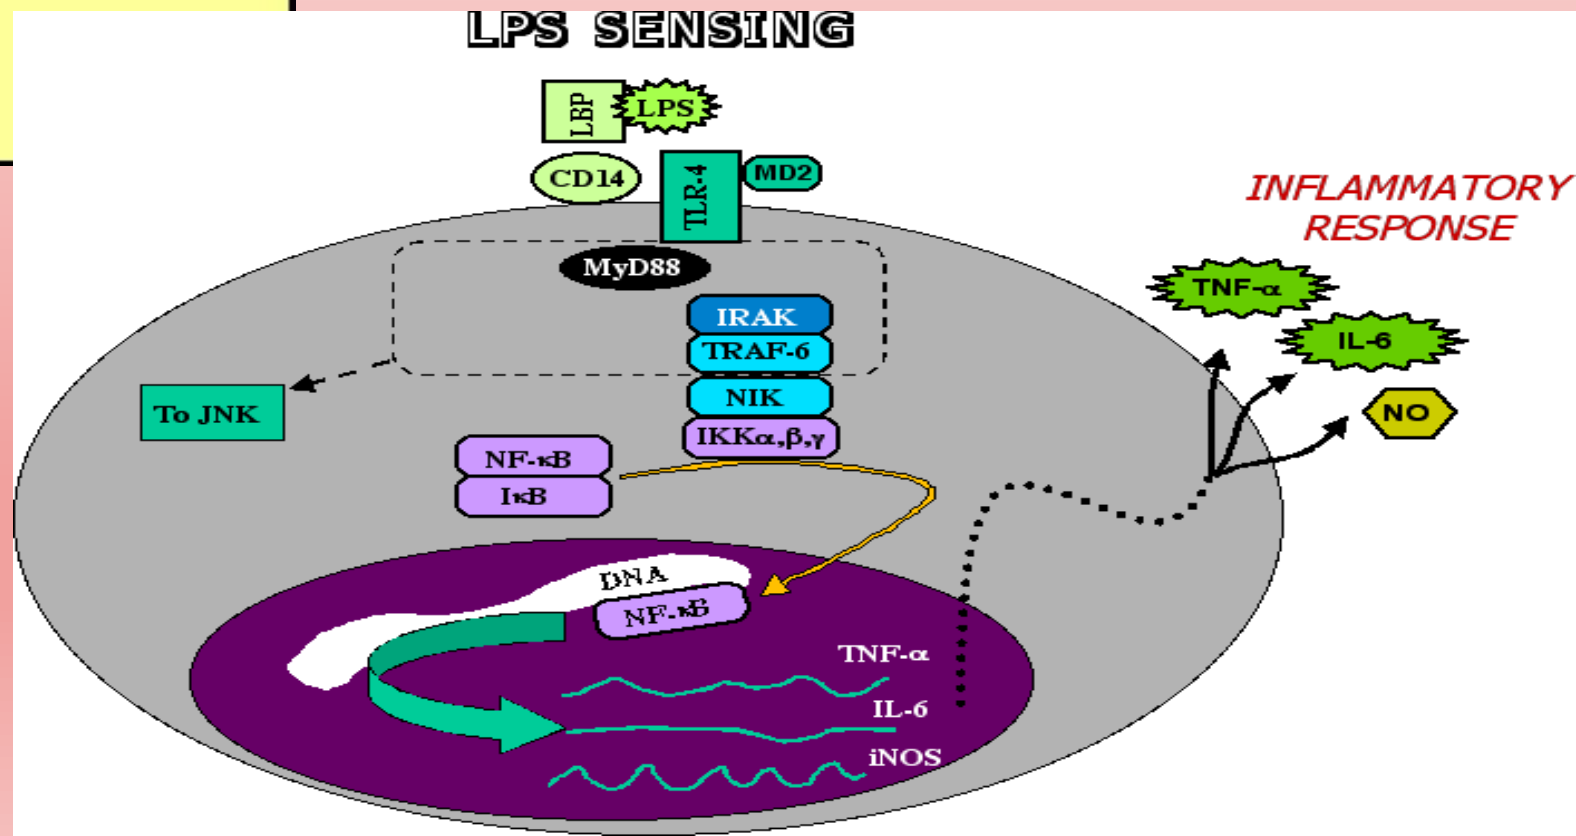 LPS SENSING
LBP
LPS
CD14
TLR-4
MD2
INFLAMMATORY
RESPONSE
MyD88
TNF-α
IRAK
IL-6
TRAF-6
To JNK
NIK
NO
IKKα,β,γ
NF-κB
IκB
DNA
NF-κB
TNF-α
IL-6
iNOS